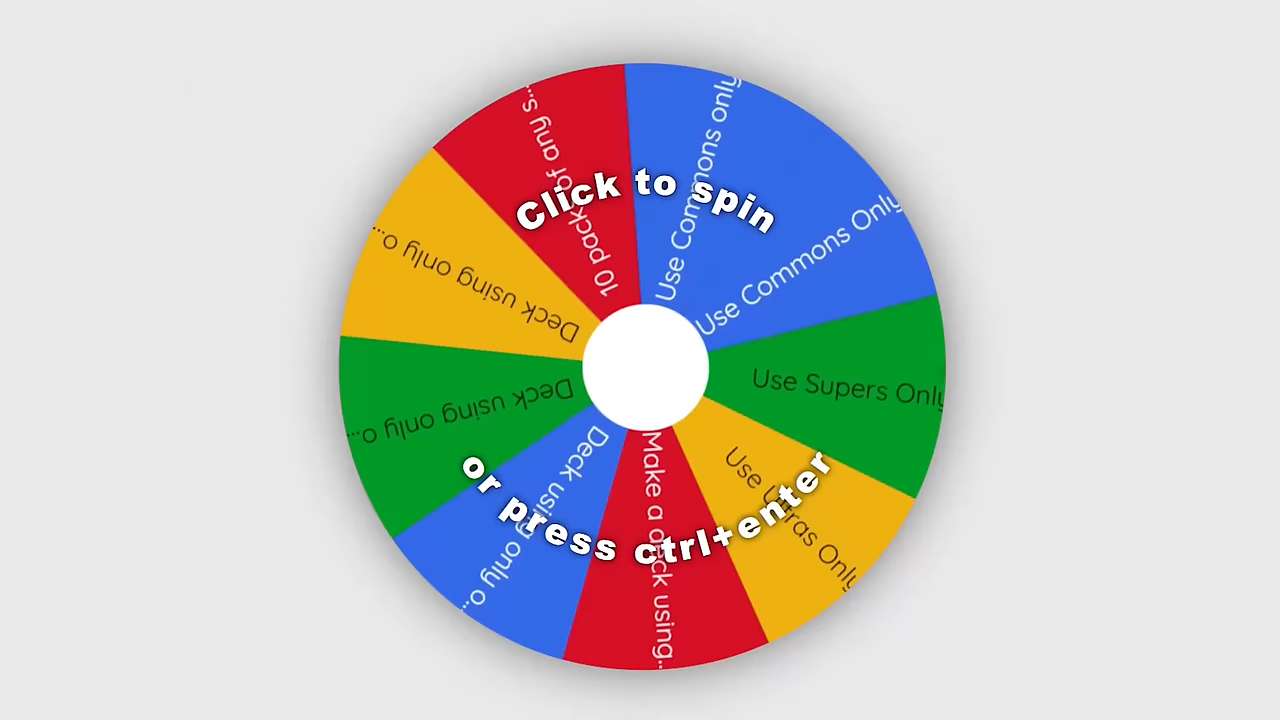 Click to spin
or press ctrl+enter
10 packs of any s...
Use Commons only
Use Commons Only
Use Supers Only
Use Ultras Only
Make a deck using...
Deck using only o...
Deck using only o...
Deck using only o...